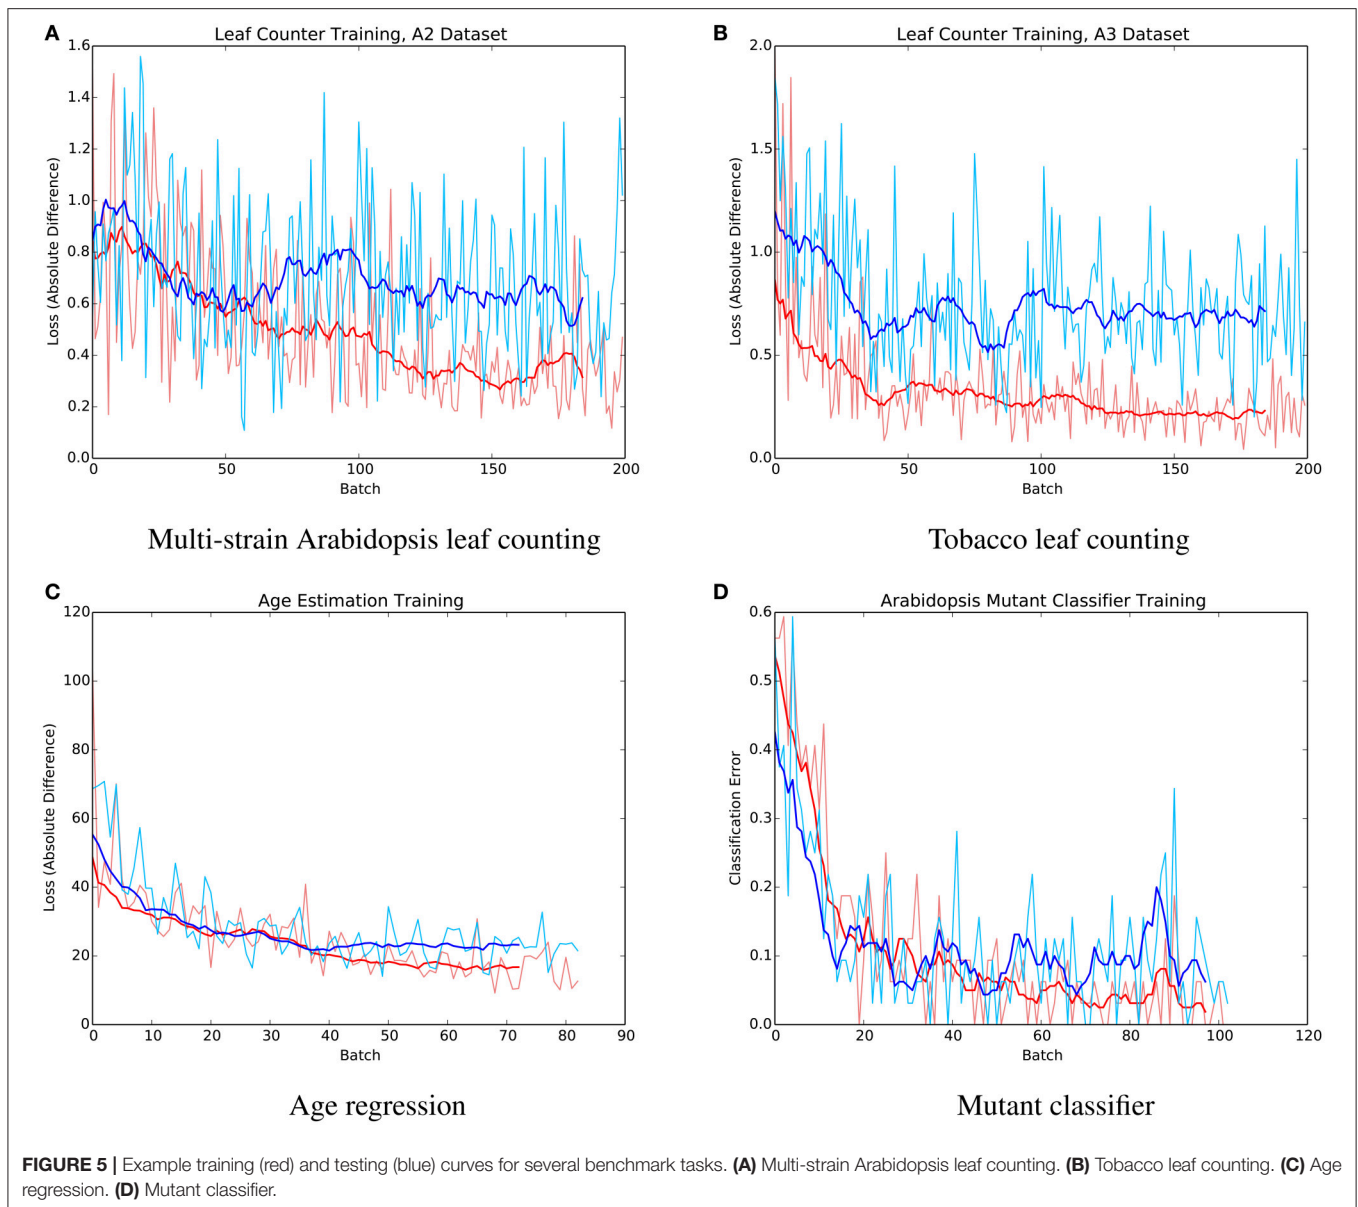 A
Leaf Counter Training, A2 Dataset
1.6
1.4
1.2
1.0
0.8
0.6
0.4
0.2
0.0
Loss (Absolute Difference)
0 50 100 150 200
Batch
Multi-strain Arabidopsis leaf counting
B
Leaf Counter Training, A3 Dataset
2.0
1.5
1.0
0.5
0.0
Loss (Absolute Difference)
0 50 100 150 200
Batch
Tobacco leaf counting
C
Age Estimation Training
120
100
80
60
40
20
0
Loss (Absolute Difference)
0 10 20 30 40 50 60 70 80 90
Batch
Age regression
D
Arabidopsis Mutant Classifier Training
0.6
0.5
0.4
0.3
0.2
0.1
0.0
Classification Error
0 20 40 60 80 100 120
Batch
Mutant classifier
FIGURE 5 | Example training (red) and testing (blue) curves for several benchmark tasks. (A) Multi-strain Arabidopsis leaf counting. (B) Tobacco leaf counting. (C) Age
regression. (D) Mutant classifier.